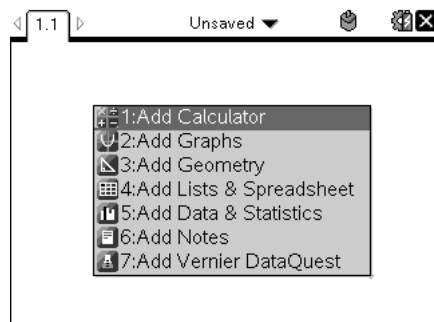 1.1 Unsaved
1:Add Calculator
2:Add Graphs
3:Add Geometry
4:Add Lists & Spreadsheet
5:Add Data & Statistics
6:Add Notes
7:Add Vernier DataQuest